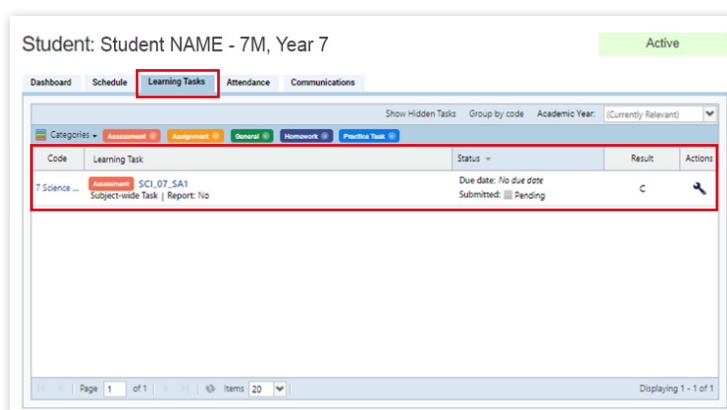 Student: Student NAME - 7M, Year 7
Active
Dashboard Schedule Learning Tasks Attendance Communications
Show Hidden Tasks Group by code Academic Year: (Currently Relevant)
Categories Assessment Assignment General Homework Practice Task
Code Learning Task Status Result Actions
7 Science ... Assessment SCI_07_SA1 Due date: No due date C
Subject-wide Task | Report: No Submitted: Pending
Page 1 of 1 Items 20 Displaying 1 - 1 of 1